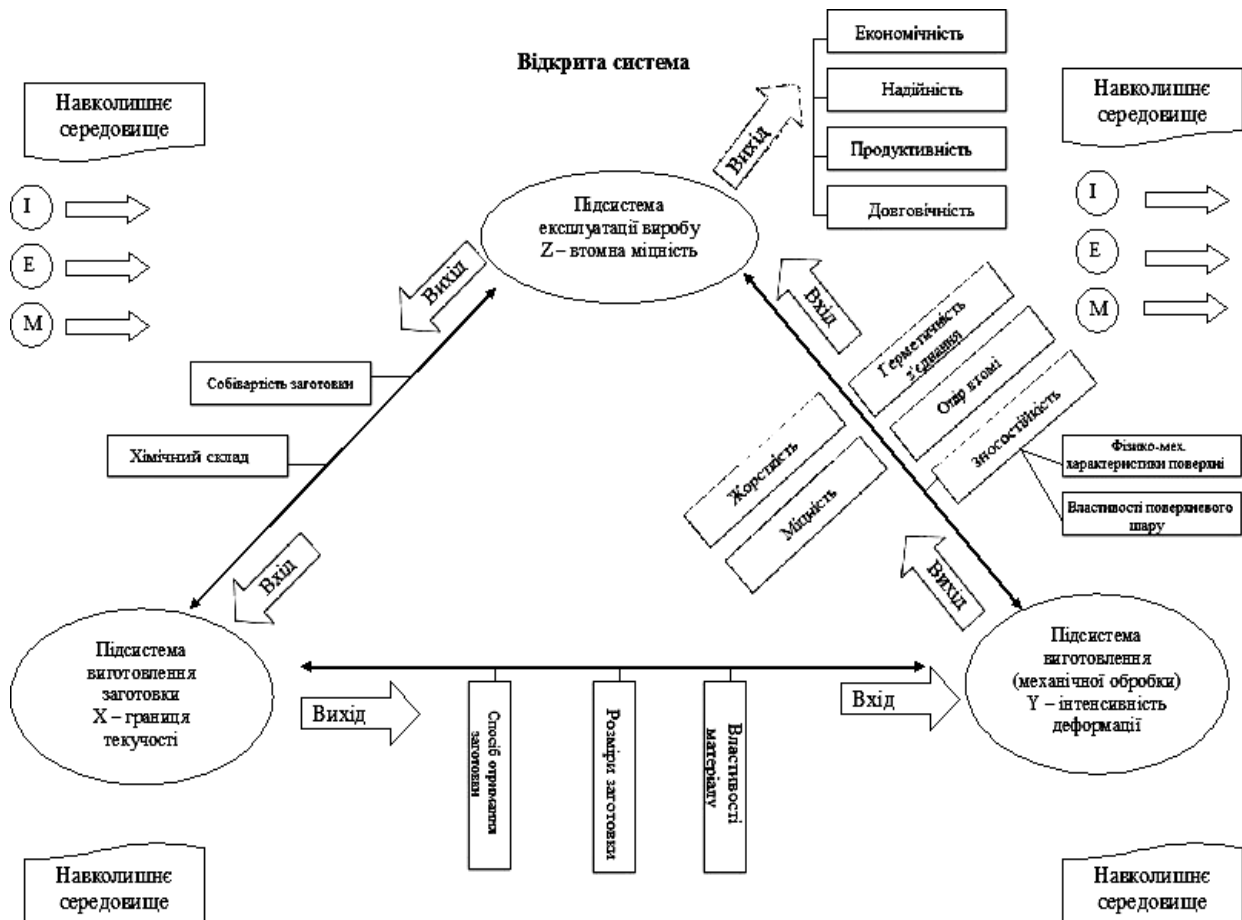 Відкрита система
Економічність
Надійність
Продуктивність
Довговічність
Навколишнє
середовище
Навколишнє
середовище
І
Е
М
І
Е
М
Вихід
Підсистема
експлуатації виробу
Z – втомна міцність
Вихід
Вхід
Герметичність
з'єднання
Опір втомі
зносостійкість
Жорсткість
Міцність
Фізико-мех.
характеристики поверхні
Властивості поверхневого
шару
Собівартість заготовки
Хімічний склад
Вхід
Вихід
Підсистема
виготовлення
заготовки
X – границя
текучості
Вихід
Спосіб отримання
заготовки
Розміри заготовки
Властивості
матеріалу
Вхід
Підсистема
виготовлення
(механічної обробки)
Y – інтенсивність
деформації
Навколишнє
середовище
Навколишнє
середовище